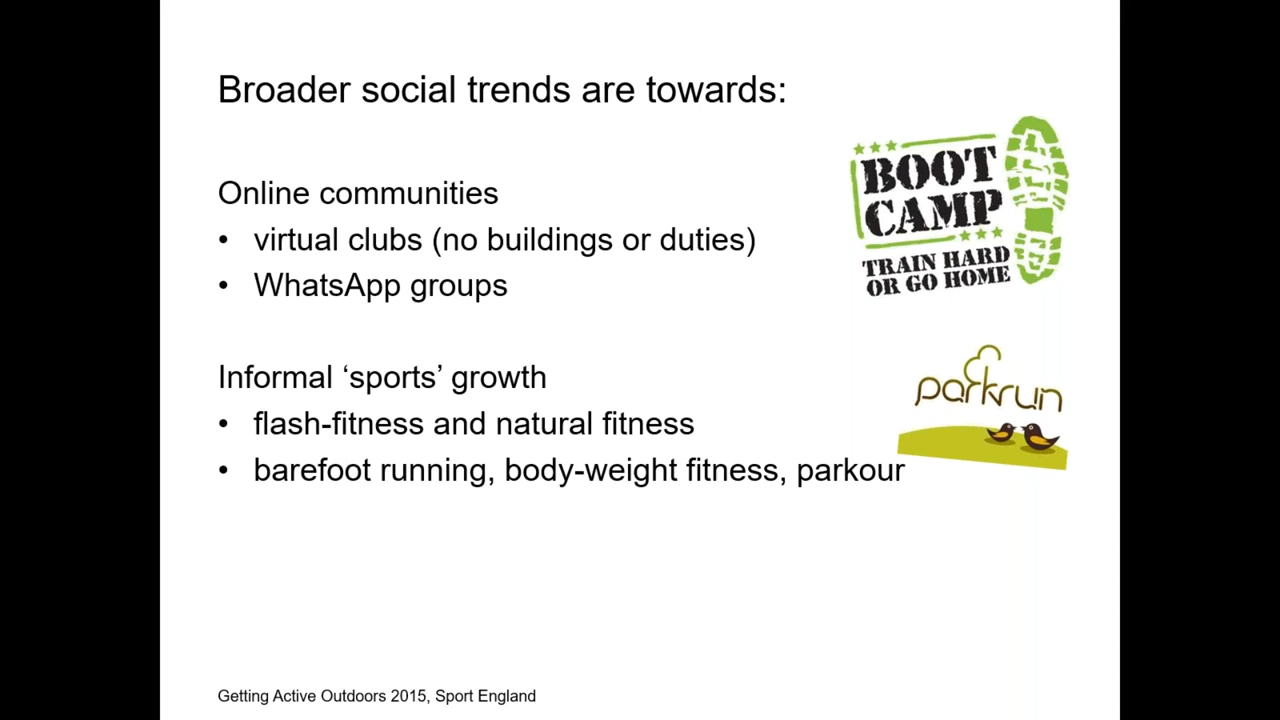 Broader social trends are towards:
Online communities
• virtual clubs (no buildings or duties)
• WhatsApp groups
Informal ‘sports’ growth
• flash-fitness and natural fitness
• barefoot running, body-weight fitness, parkour
BOOT
CAMP
TRAIN HARD
OR GO HOME
parkrun
Getting Active Outdoors 2015, Sport England